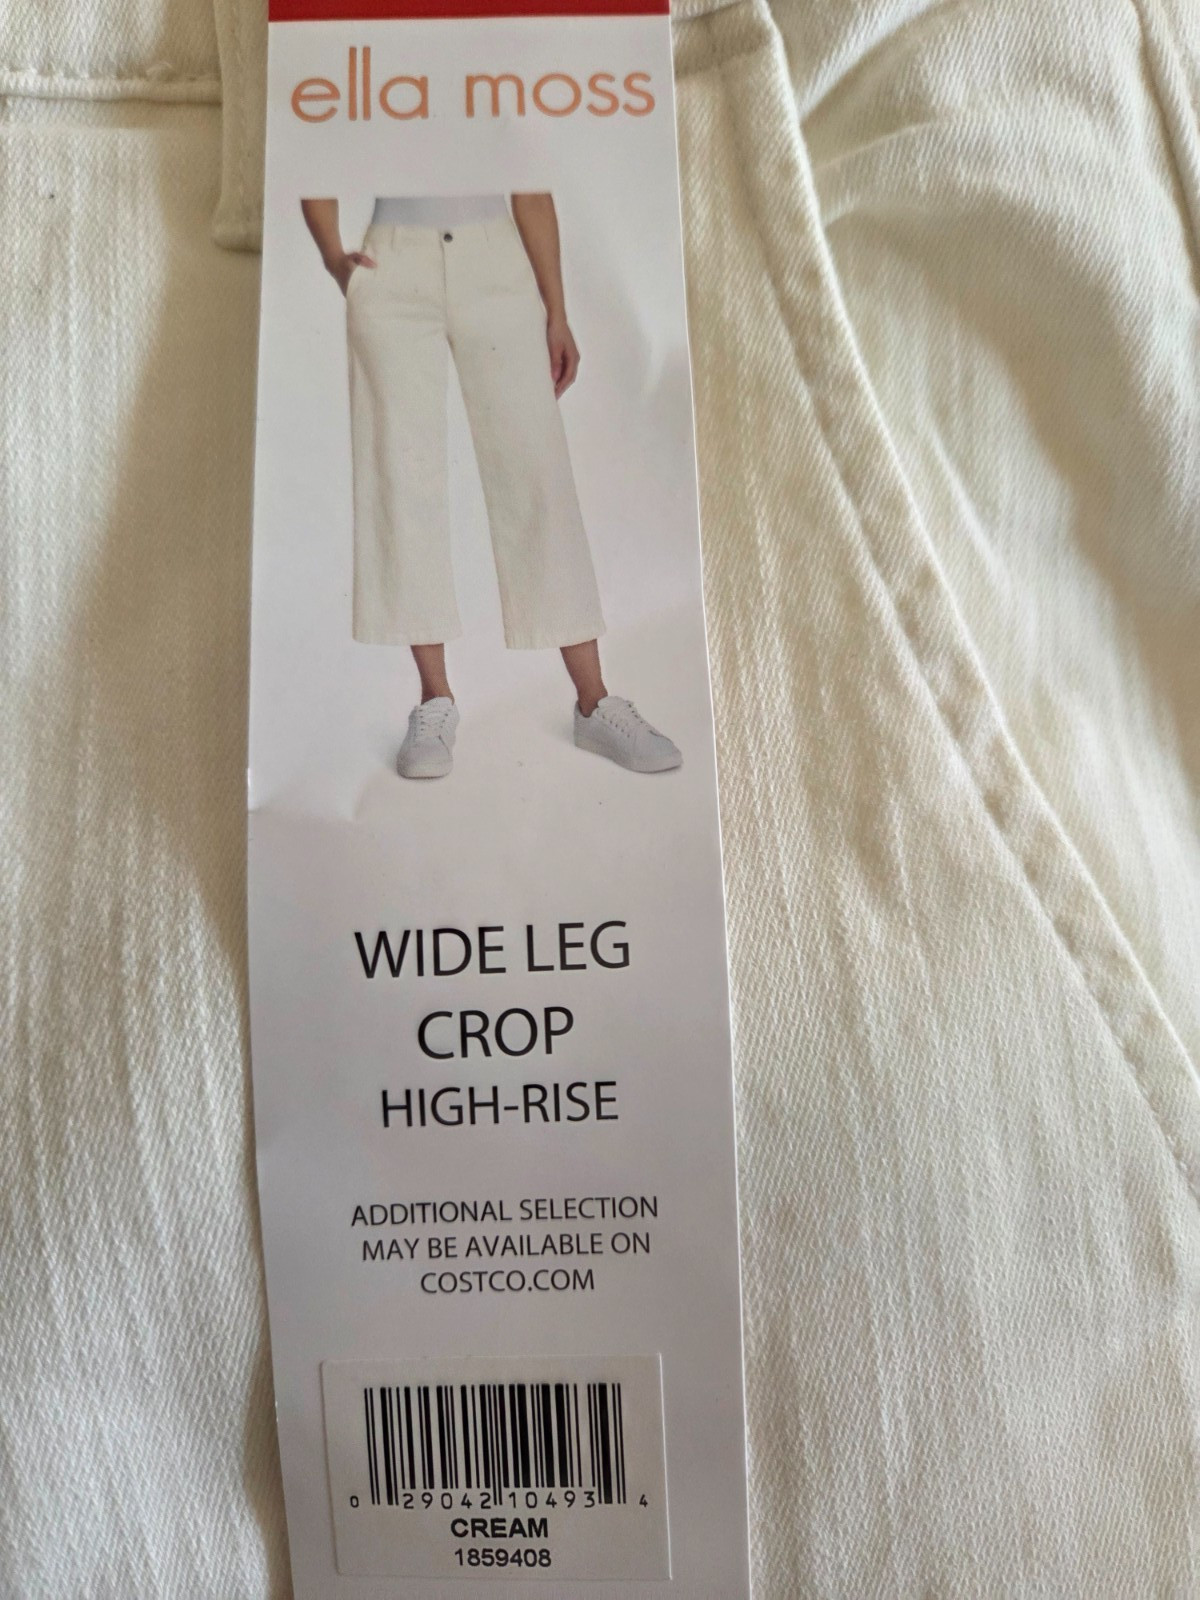 ella moss
WIDE LEG
CROP
HIGH-RISE
ADDITIONAL SELECTION
MAY BE AVAILABLE ON
COSTCO.COM
0 29042 10493 4
CREAM
1859408